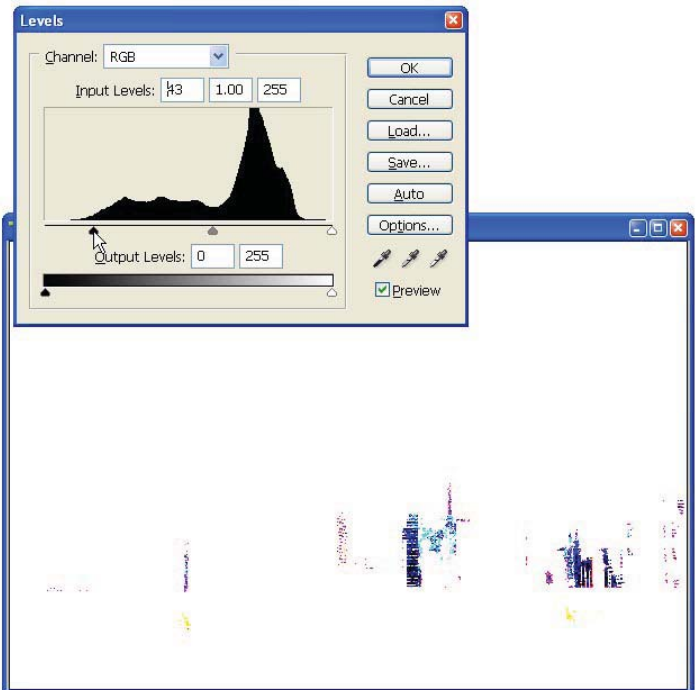 Levels
Channel: RGB
OK
Input Levels: 43 1.00 255
Cancel
Load...
Save...
Auto
Options...
Output Levels: 0 255
Preview